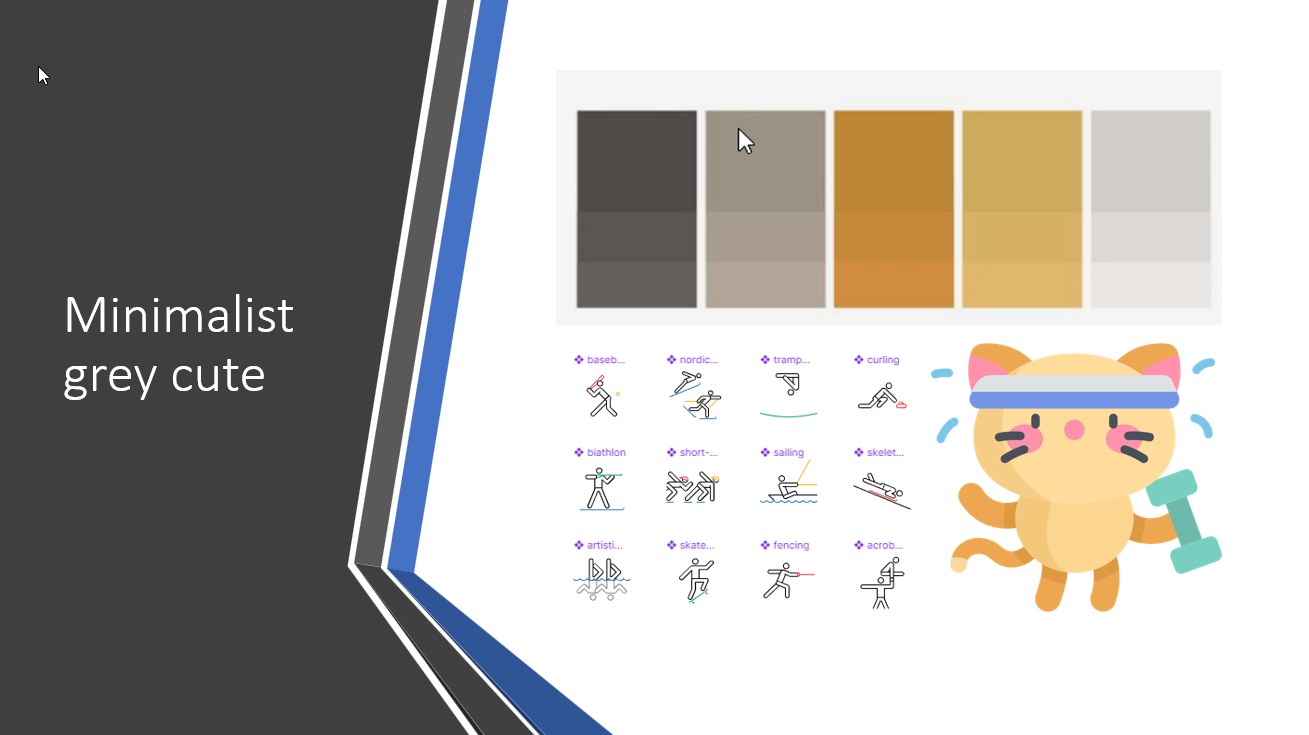 Minimalist
grey cute
baseb...
nordic...
tramp...
curling
biathlon
short-...
sailing
skelet...
artisti...
skate...
fencing
acrob...